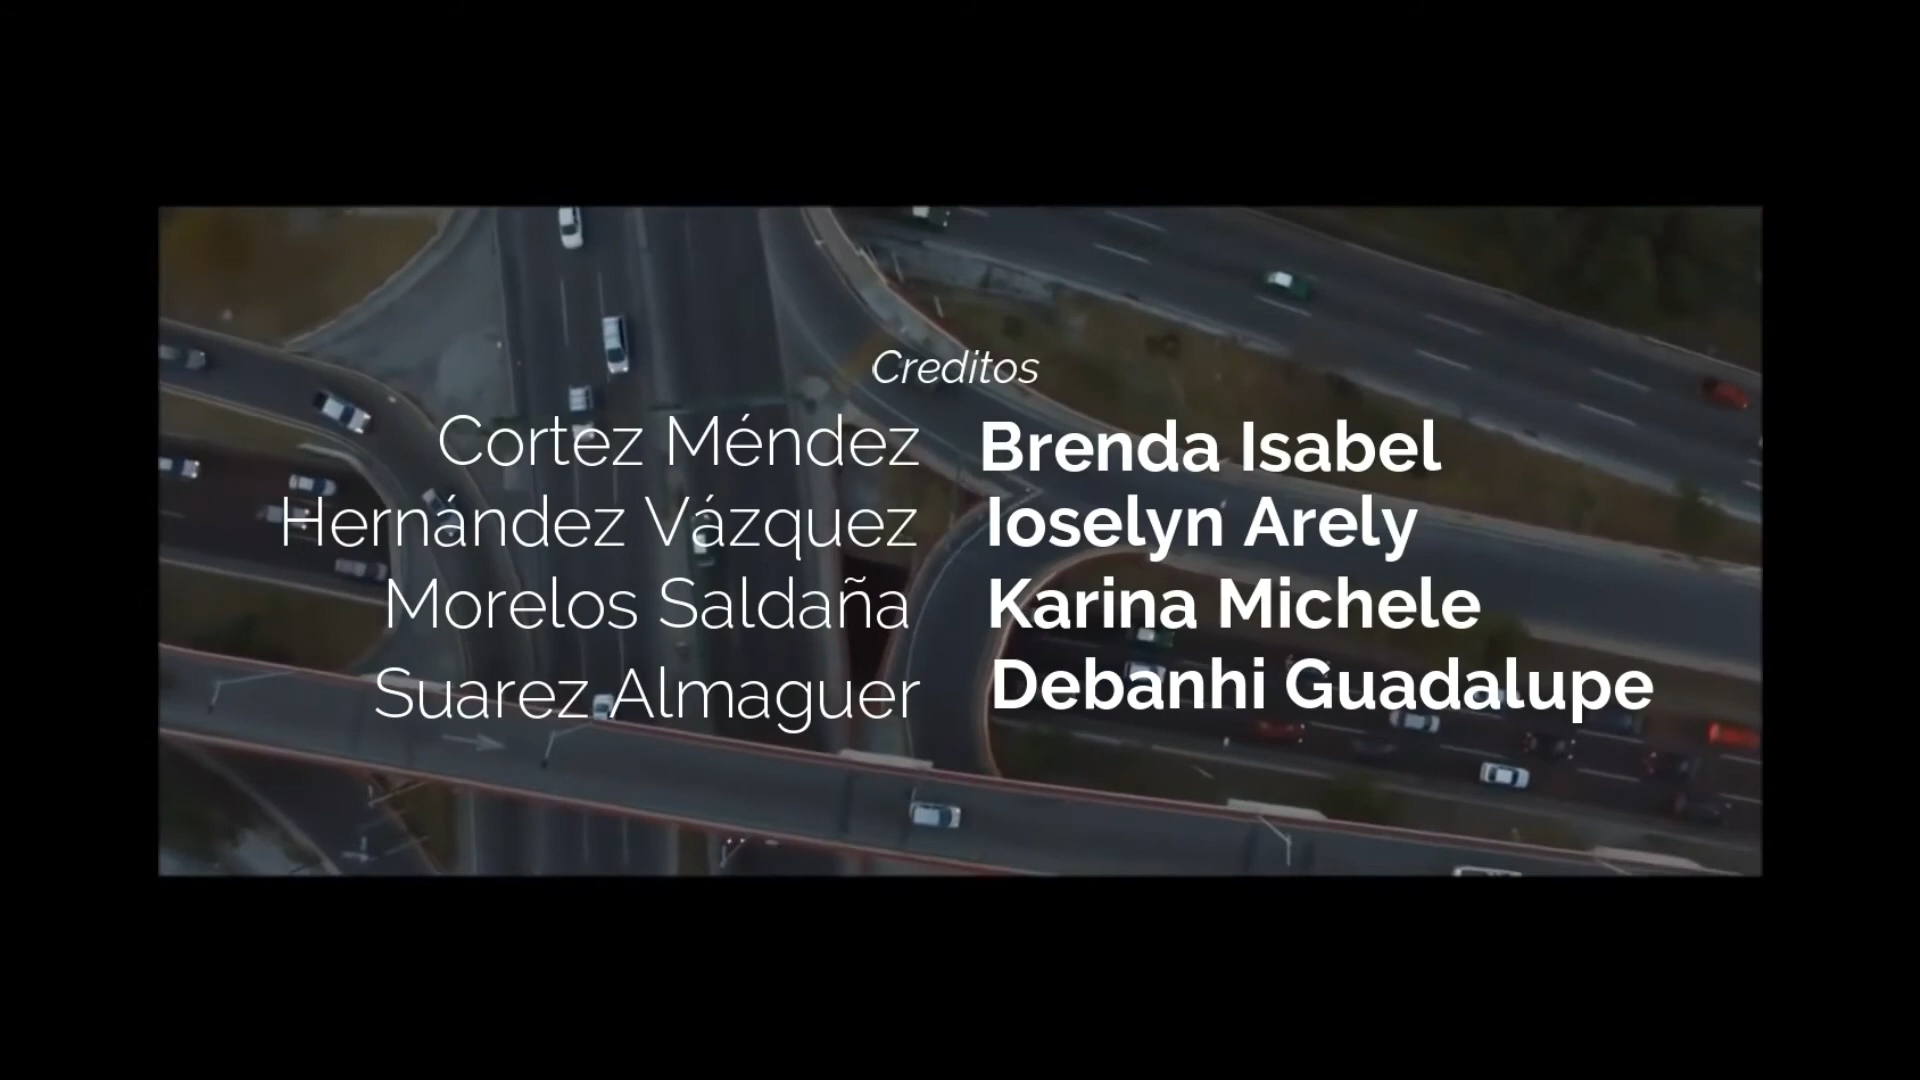 Creditos
Cortez Méndez Brenda Isabel
Hernández Vázquez Ioselyn Arely
Morelos Saldaña Karina Michele
Suarez Almaguer Debanhi Guadalupe